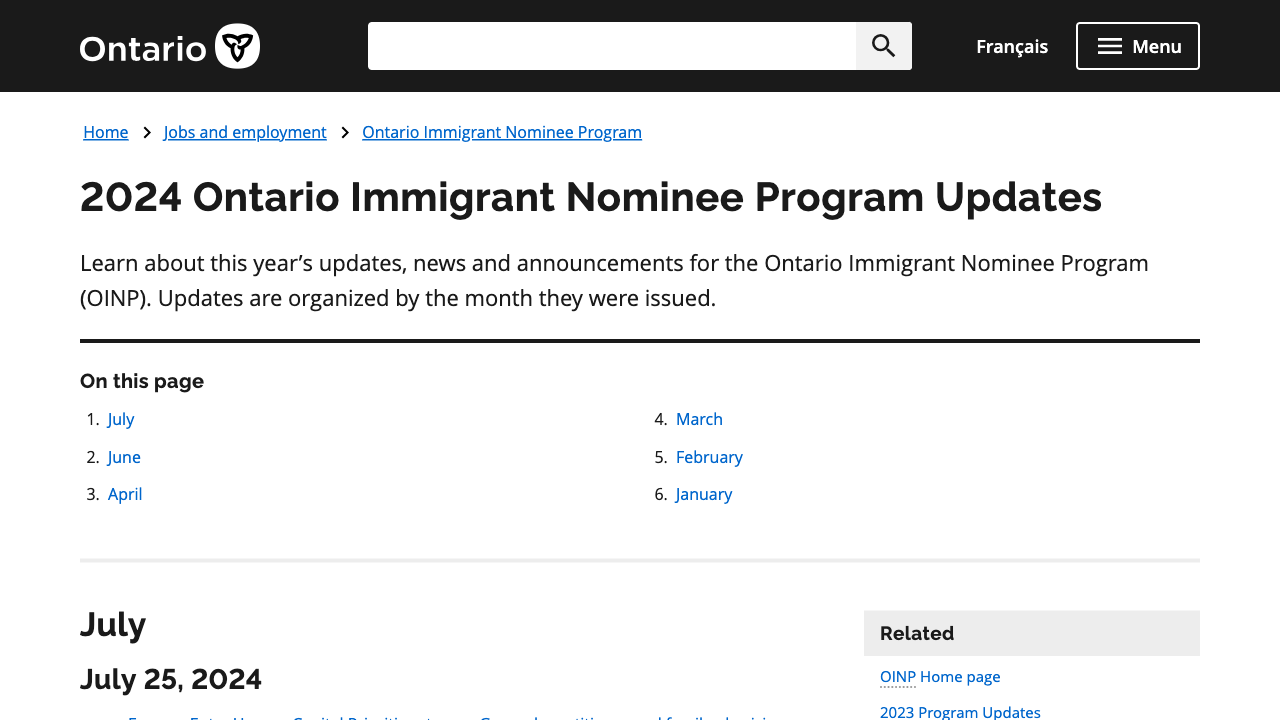 Ontario
Français
Menu
Home
Jobs and employment
Ontario Immigrant Nominee Program
2024 Ontario Immigrant Nominee Program Updates
Learn about this year’s updates, news and announcements for the Ontario Immigrant Nominee Program
(OINP). Updates are organized by the month they were issued.
On this page
1. July
2. June
3. April
4. March
5. February
6. January
July
July 25, 2024
Related
OINP Home page
2023 Program Updates